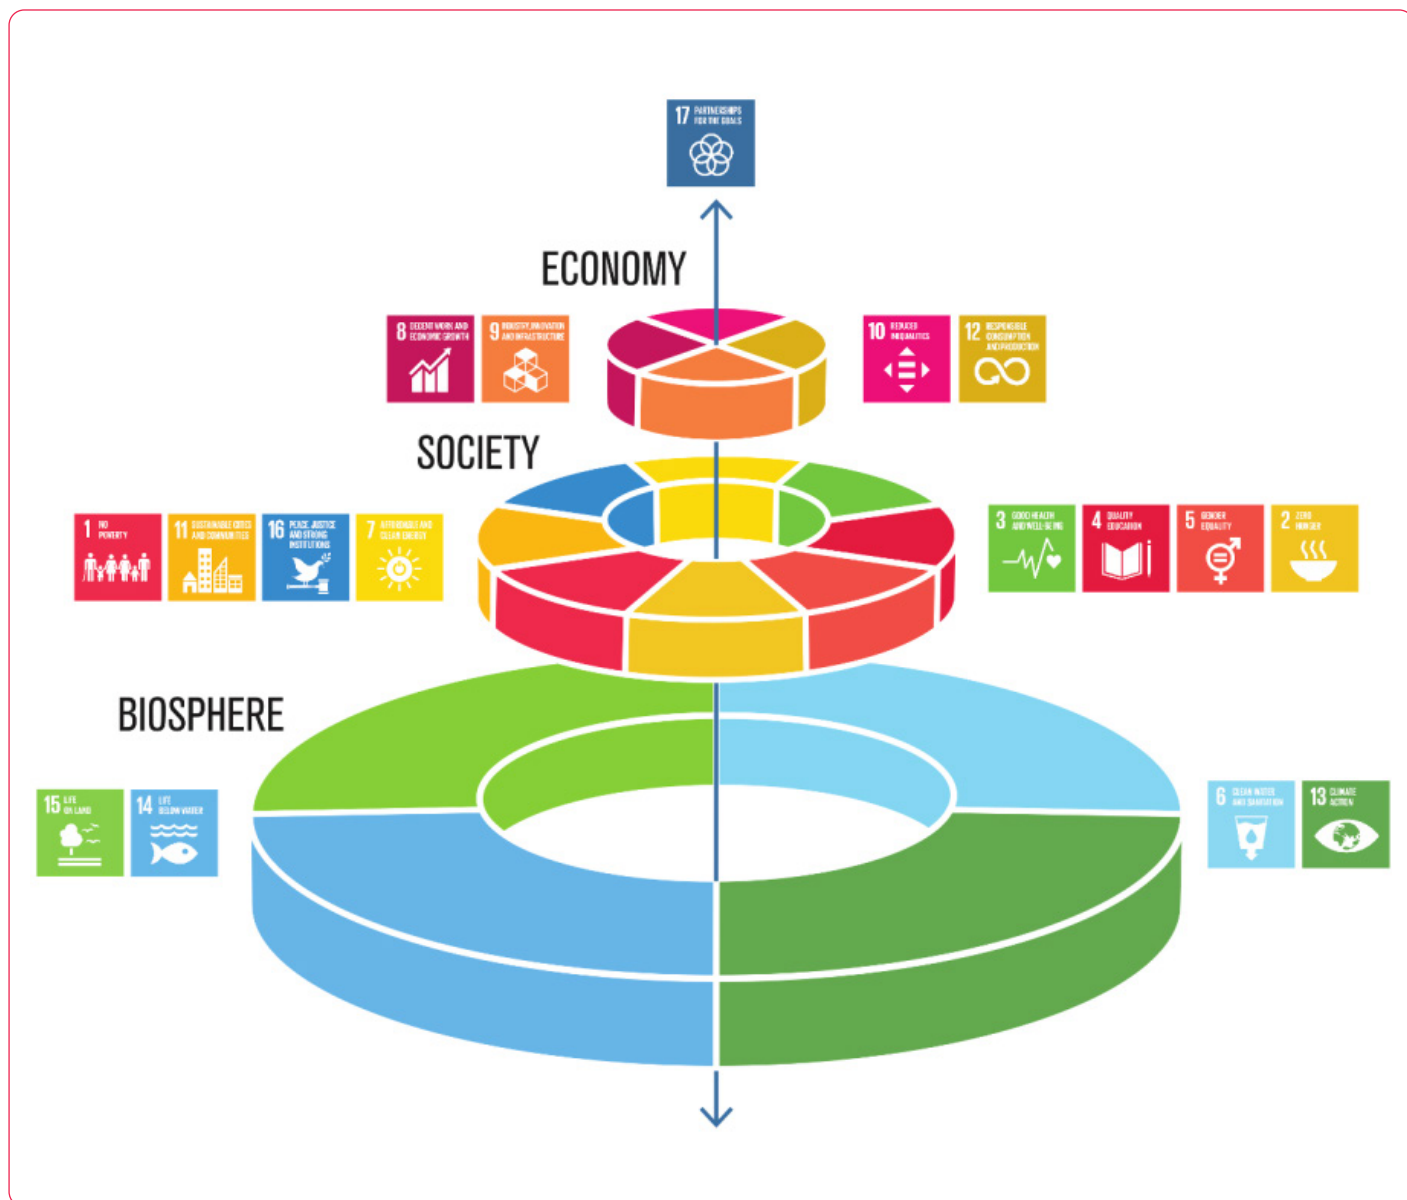 17 PARTNERSHIPS
FOR THE GOALS
ECONOMY
8 DECENT WORK AND
ECONOMIC GROWTH
9 INDUSTRY, INNOVATION
AND INFRASTRUCTURE
10 REDUCED
INEQUALITIES
12 RESPONSIBLE
CONSUMPTION
AND PRODUCTION
SOCIETY
1 NO
POVERTY
11 SUSTAINABLE CITIES
AND COMMUNITIES
16 PEACE, JUSTICE
AND STRONG
INSTITUTIONS
7 AFFORDABLE AND
CLEAN ENERGY
3 GOOD HEALTH
AND WELL-BEING
4 QUALITY
EDUCATION
5 GENDER
EQUALITY
2 ZERO
HUNGER
BIOSPHERE
15 LIFE
ON LAND
14 LIFE
BELOW WATER
6 CLEAN WATER
AND SANITATION
13 CLIMATE
ACTION